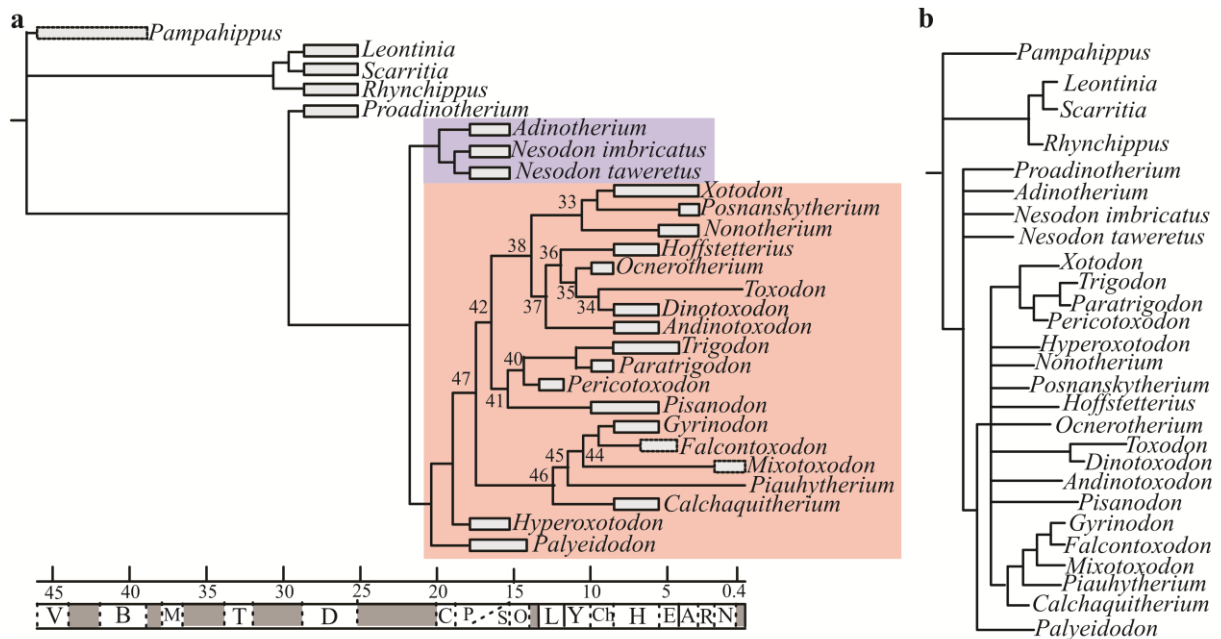 a
Pampahippus
Leontinia
Scarritia
Rhynchippus
Proadinotherium
Adinotherium
Nesodon imbricatus
Nesodon taweretus
Xotodon
33
Posnanskytherium
Nonotherium
38
36
Hoffstetterius
Ocnerotherium
35
Toxodon
37
34
Dinotoxodon
42
Andinotoxodon
40
Trigodon
Paratrigodon
47
Pericotoxodon
41
Pisanodon
Gyrinodon
Falcontoxodon
45
44
Mixotoxodon
46
Piauhytherium
Calchaquitherium
Hyperoxotodon
Palyeidodon
45 40 35 30 25 20 15 10 5 0.4
V B M T D C P S O L Y Ch H E A R N
b
Pampahippus
Leontinia
Scarritia
Rhynchippus
Proadinotherium
Adinotherium
Nesodon imbricatus
Nesodon taweretus
Xotodon
Trigodon
Paratrigodon
Pericotoxodon
Hyperoxotodon
Nonotherium
Posnanskytherium
Hoffstetterius
Ocnerotherium
Toxodon
Dinotoxodon
Andinotoxodon
Pisanodon
Gyrinodon
Falcontoxodon
Mixotoxodon
Piauhytherium
Calchaquitherium
Palyeidodon